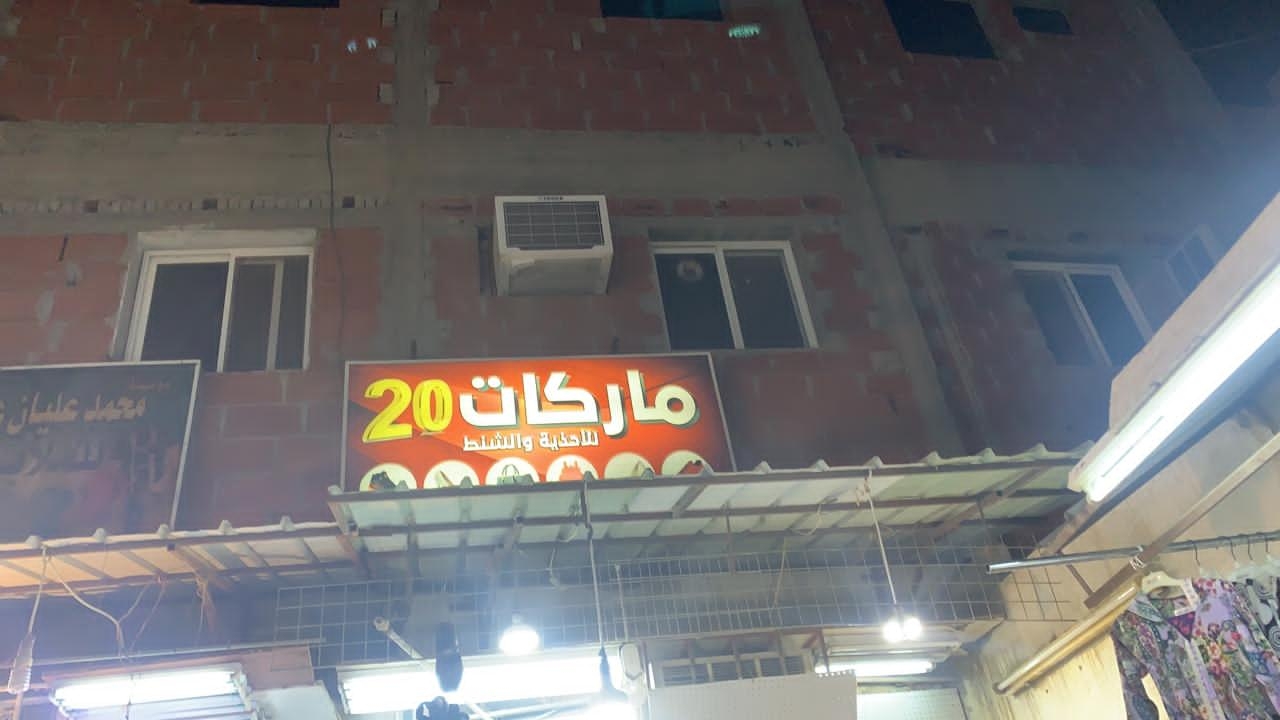 ماركات 20
للأحذية والشنط
محمد عليان